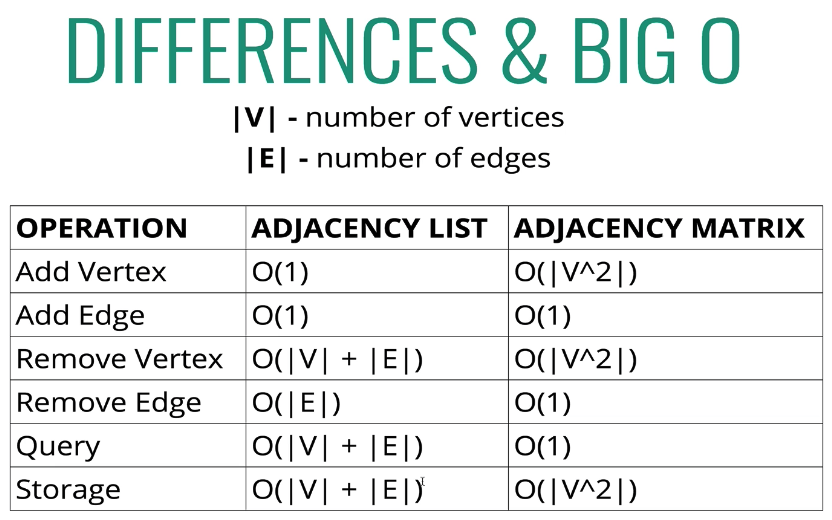 DIFFERENCES & BIG O
|V| - number of vertices
|E| - number of edges
OPERATION ADJACENCY LIST ADJACENCY MATRIX
Add Vertex O(1) O(|V^2|)
Add Edge O(1) O(1)
Remove Vertex O(|V| + |E|) O(|V^2|)
Remove Edge O(|E|) O(1)
Query O(|V| + |E|) O(1)
Storage O(|V| + |E|) O(|V^2|)